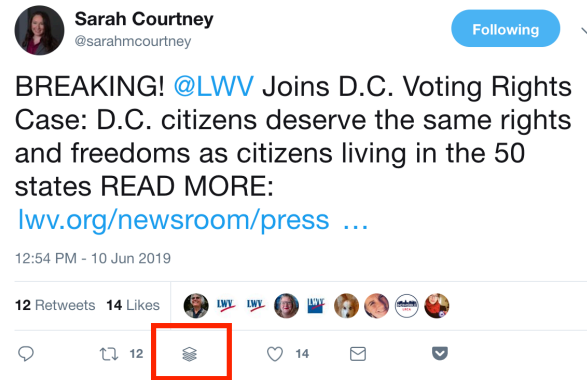 Sarah Courtney
@sarahmcourtney
Following
BREAKING! @LWV Joins D.C. Voting Rights
Case: D.C. citizens deserve the same rights
and freedoms as citizens living in the 50
states READ MORE:
lwv.org/newsroom/press …
12:54 PM - 10 Jun 2019
12 Retweets 14 Likes
LWV LWV
12 14